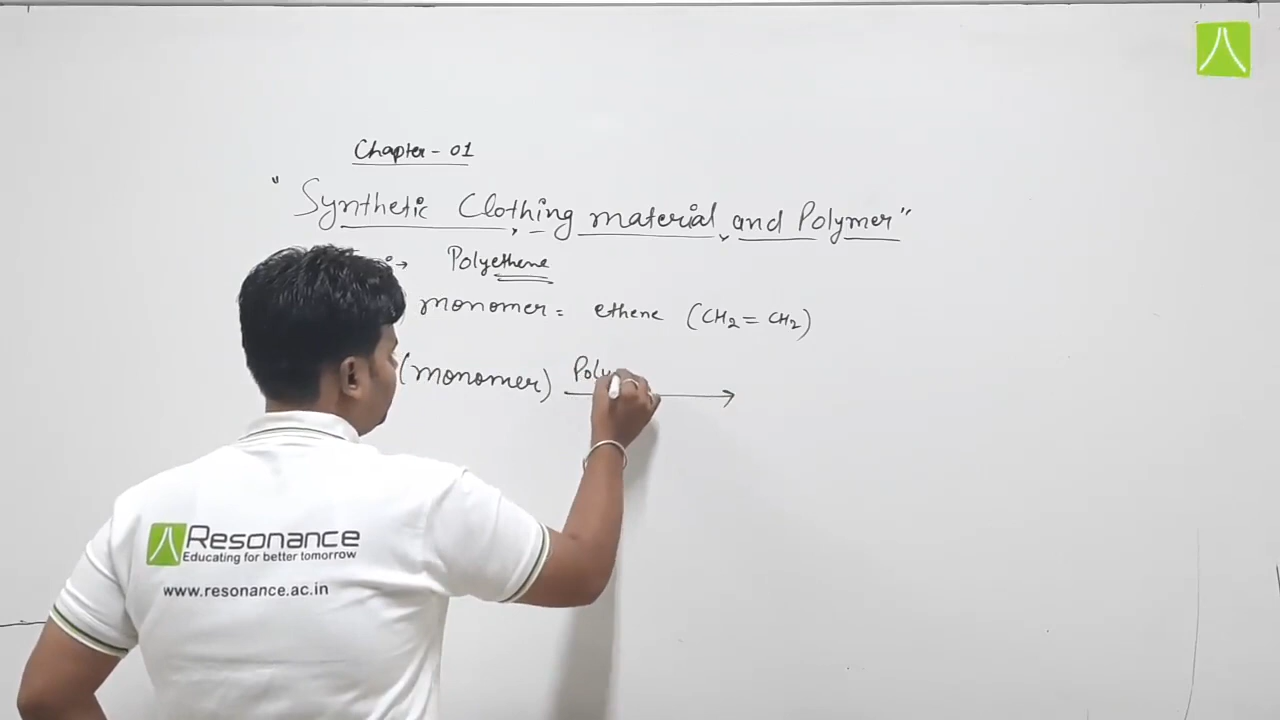 Chapter - 01
"Synthetic Clothing material and Polymer"
Polyethene
monomer = ethene (CH2 = CH2)
(monomer) Poly
Resonance
Educating for better tomorrow
www.resonance.ac.in